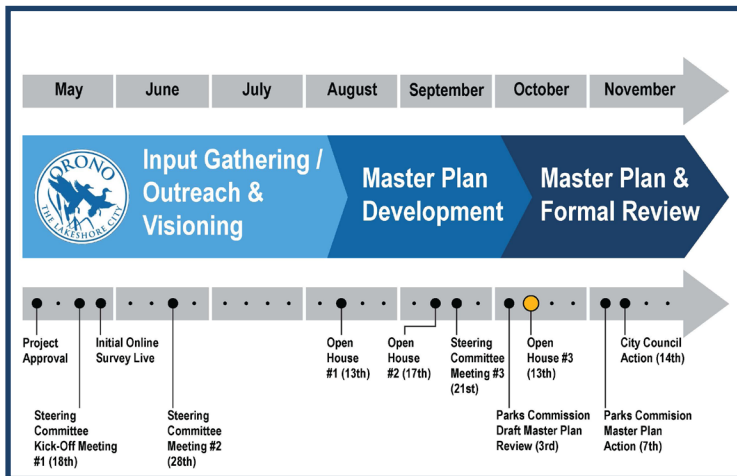 May
June
July
August
September
October
November
ORONO
THE LAKESHORE CITY
Input Gathering /
Outreach &
Visioning
Master Plan
Development
Master Plan &
Formal Review
Project
Approval
Steering
Committee
Kick-Off Meeting
#1 (18th)
Initial Online
Survey Live
Steering
Committee
Meeting #2
(28th)
Open
House
#1 (13th)
Open
House
#2 (17th)
Steering
Committee
Meeting #3
(21st)
Parks Commission
Draft Master Plan
Review (3rd)
Open
House #3
(13th)
Parks Commision
Master Plan
Action (7th)
City Council
Action (14th)